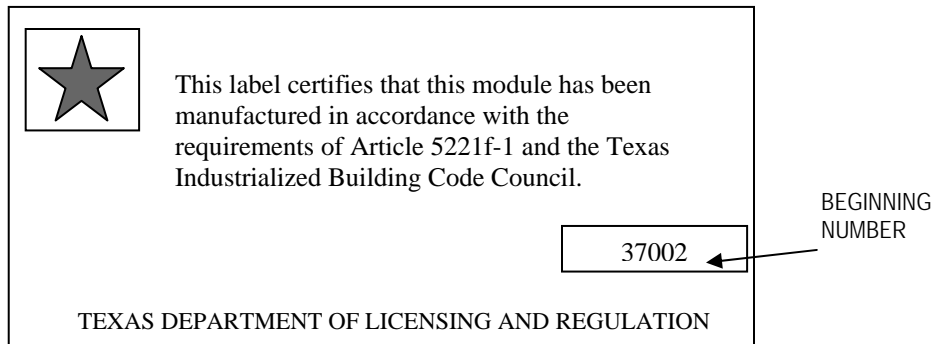 This label certifies that this module has been
manufactured in accordance with the
requirements of Article 5221f-1 and the Texas
Industrialized Building Code Council.
BEGINNING
NUMBER
37002
TEXAS DEPARTMENT OF LICENSING AND REGULATION